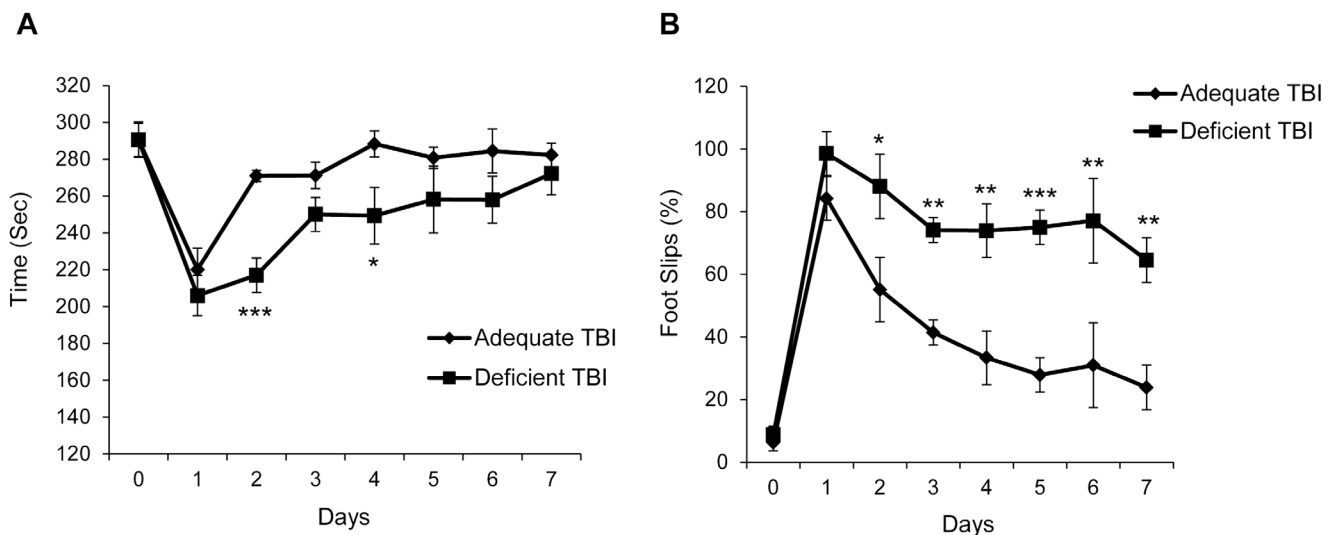 A
Time (Sec)
320
300
280
260
240
220
200
180
160
140
120
***
*
Adequate TBI
Deficient TBI
0 1 2 3 4 5 6 7
Days
B
Foot Slips (%)
120
100
80
60
40
20
0
Adequate TBI
Deficient TBI
*
**
**
***
**
**
0 1 2 3 4 5 6 7
Days